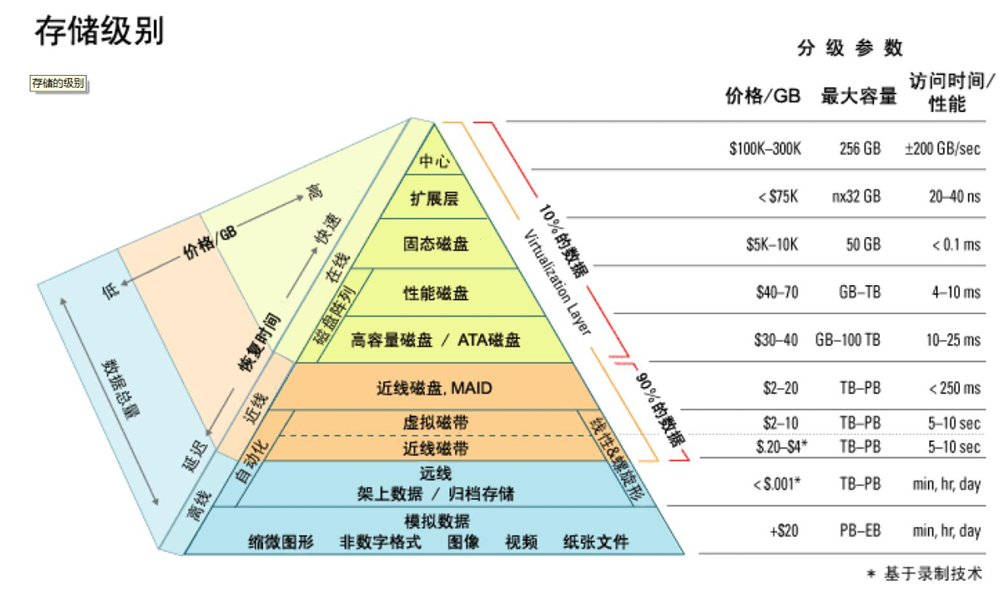 存储级别
存储的级别
分 级 参 数
价格/GB
最大容量
访问时间/
性能
中心
$100K–300K
256 GB
±200 GB/sec
扩展层
< $75K
nx32 GB
20–40 ns
固态磁盘
$5K–10K
50 GB
< 0.1 ms
性能磁盘
$40–70
GB–TB
4–10 ms
高容量磁盘 / ATA磁盘
$30–40
GB–100 TB
10–25 ms
近线磁盘, MAID
$2–20
TB–PB
< 250 ms
虚拟磁带
$2–10
TB–PB
5–10 sec
近线磁带
$.20–$4*
TB–PB
5–10 sec
远线
架上数据 / 归档存储
< $.001*
TB–PB
min, hr, day
模拟数据
缩微图形 非数字格式 图像 视频 纸张文件
+$20
PB–EB
min, hr, day
高
价格/GB
低
快速
恢复时间
延迟
数据总量
在线
磁盘阵列
近线
自动化
离线
10%的数据
Virtualization Layer
90%的数据
线性&螺旋形
* 基于录制技术